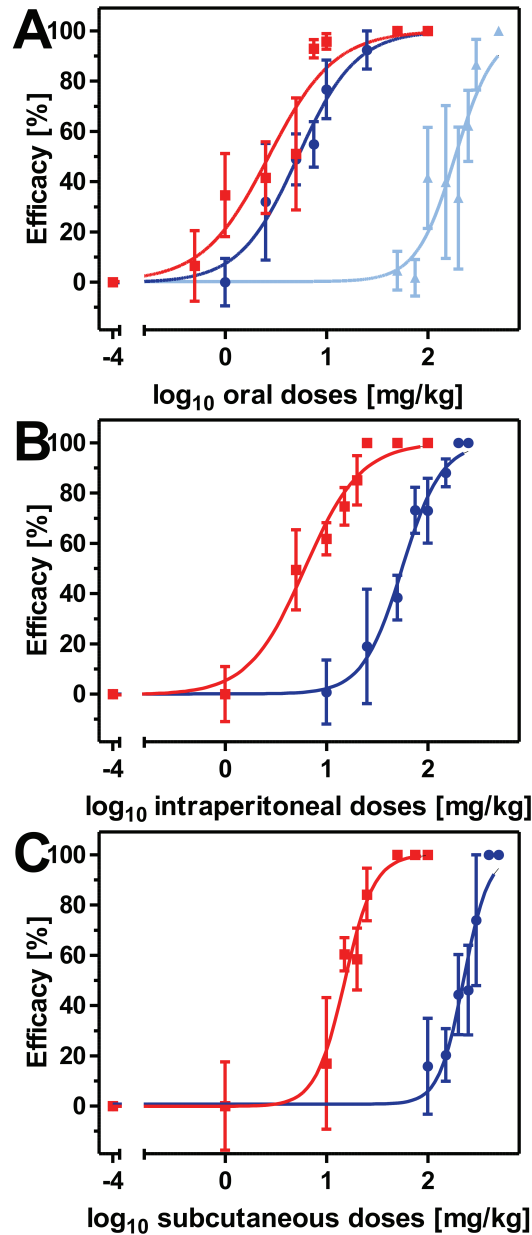 A
100
80
60
40
20
0
Efficacy [%]
-4 0 1 2
log10 oral doses [mg/kg]
B
100
80
60
40
20
0
Efficacy [%]
-4 0 1 2
log10 intraperitoneal doses [mg/kg]
C
100
80
60
40
20
0
Efficacy [%]
-4 0 1 2
log10 subcutaneous doses [mg/kg]